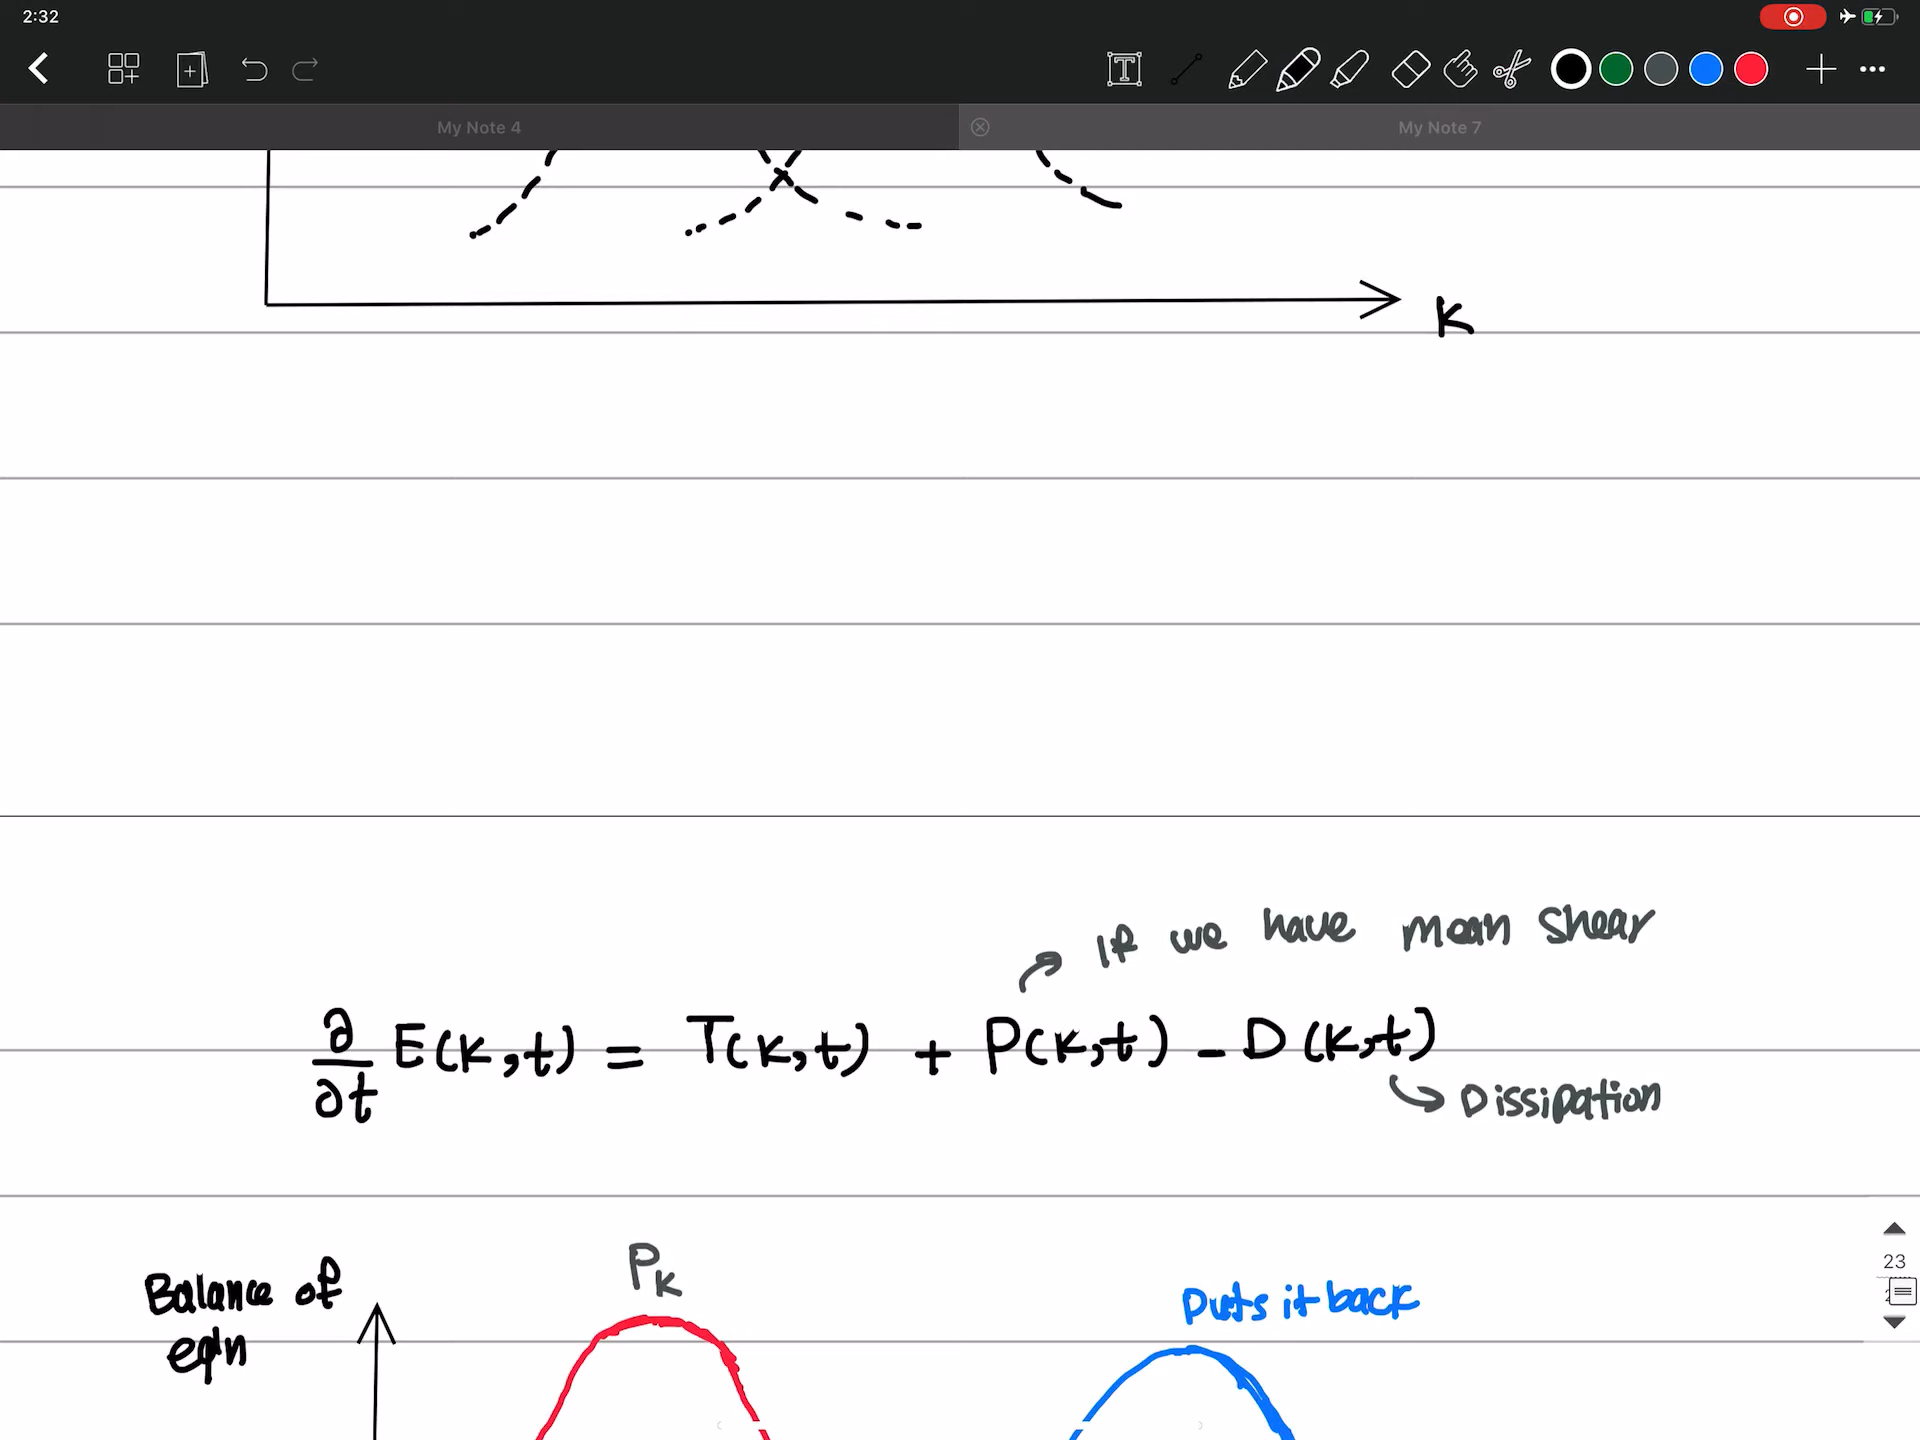 2:32
T
My Note 4
My Note 7
K
If we have mean shear
∂/∂t E(K,t) = T(K,t) + P(K,t) - D(K,t)
Dissipation
23
PK
Balance of
eq'n
Puts it back